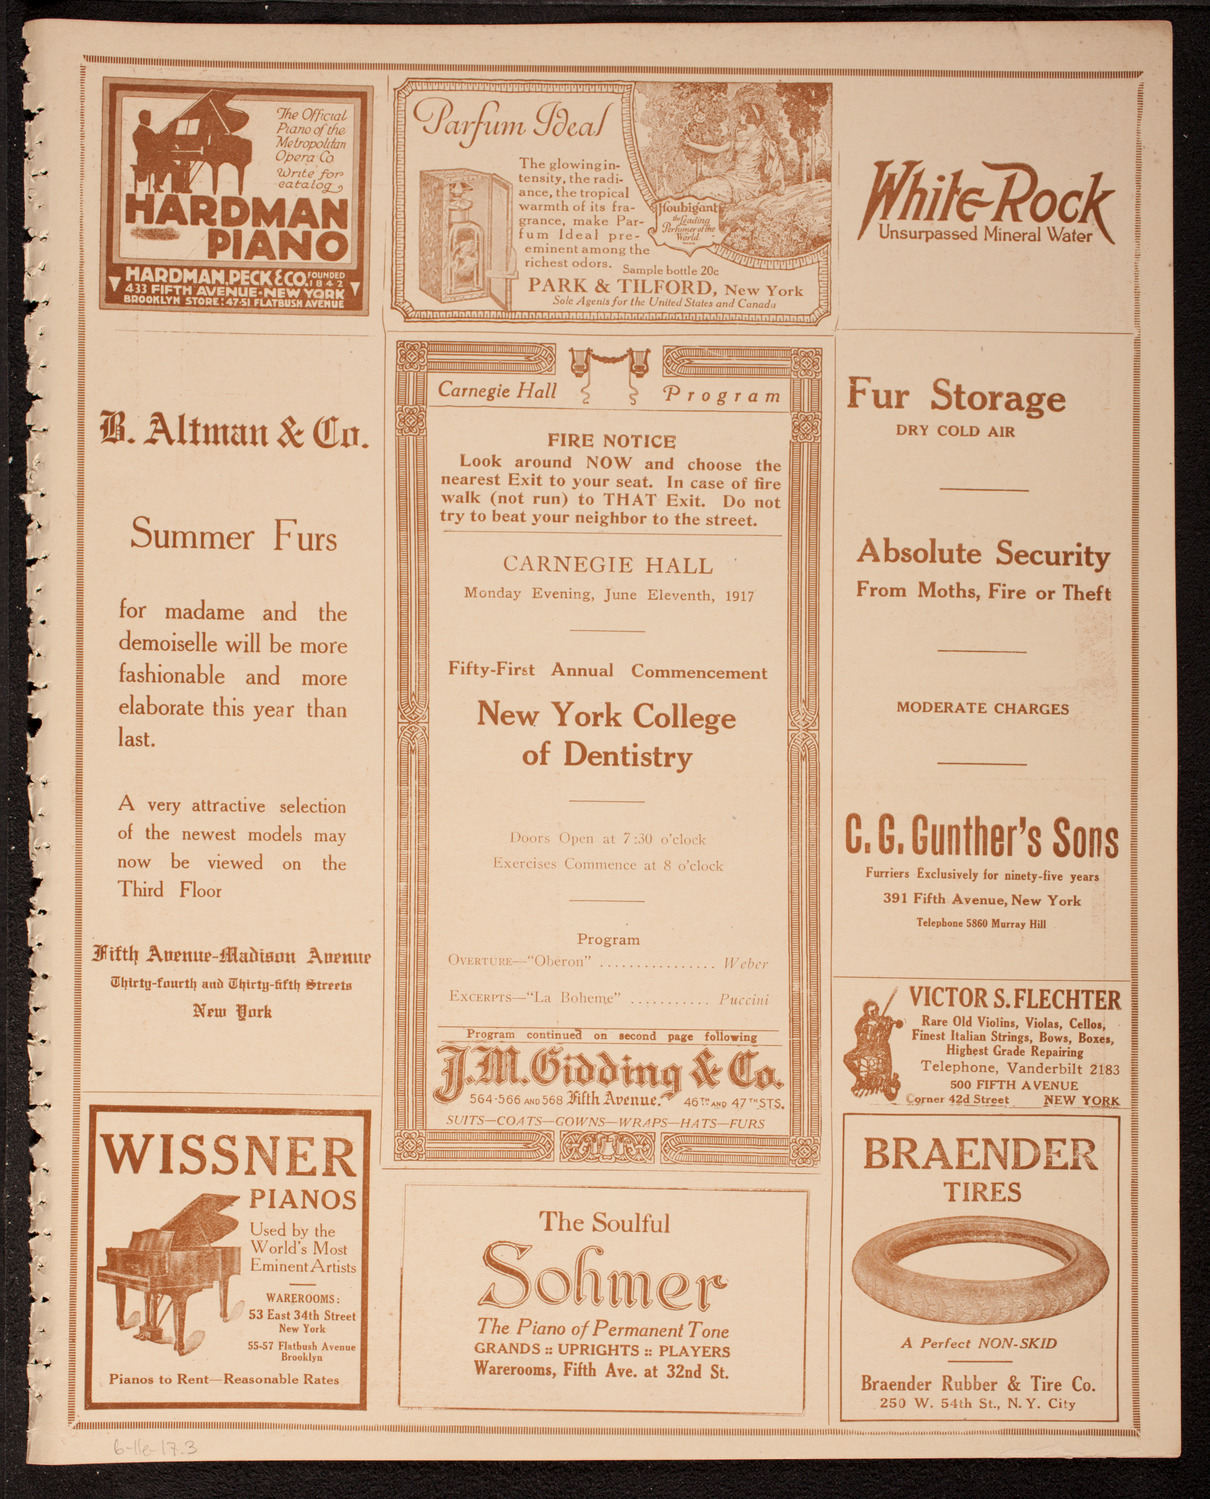 The Official
Piano of the
Metropolitan
Opera Co.
Write for
catalog
HARDMAN
PIANO
HARDMAN, PECK & CO. FOUNDED 1842
433 FIFTH AVENUE-NEW YORK
BROOKLYN STORE: 47-51 FLATBUSH AVENUE
Parfum Ideal
The glowing in-
tensity, the radi-
ance, the tropical
warmth of its fra-
grance, make Par-
fum Ideal pre-
eminent among the
richest odors.
Sample bottle 20c
Houbigant
the Leading
Perfumer of the
World
PARK & TILFORD, New York
Sole Agents for the United States and Canada
White Rock
Unsurpassed Mineral Water
B. Altman & Co.
Summer Furs
for madame and the
demoiselle will be more
fashionable and more
elaborate this year than
last.
A very attractive selection
of the newest models may
now be viewed on the
Third Floor
Fifth Avenue-Madison Avenue
Thirty-fourth and Thirty-fifth Streets
New York
Carnegie Hall Program
FIRE NOTICE
Look around NOW and choose the
nearest Exit to your seat. In case of fire
walk (not run) to THAT Exit. Do not
try to beat your neighbor to the street.
CARNEGIE HALL
Monday Evening, June Eleventh, 1917
Fifty-First Annual Commencement
New York College
of Dentistry
Doors Open at 7:30 o'clock
Exercises Commence at 8 o'clock
Program
OVERTURE—"Oberon" ................ Weber
EXCERPTS—"La Boheme" ........... Puccini
Program continued on second page following
J.M. Gidding & Co.
564-566 AND 568 Fifth Avenue. 46TH AND 47TH STS.
SUITS—COATS—GOWNS—WRAPS—HATS—FURS
Fur Storage
DRY COLD AIR
Absolute Security
From Moths, Fire or Theft
MODERATE CHARGES
C. G. Gunther's Sons
Furriers Exclusively for ninety-five years
391 Fifth Avenue, New York
Telephone 5860 Murray Hill
VICTOR S. FLECHTER
Rare Old Violins, Violas, Cellos,
Finest Italian Strings, Bows, Boxes,
Highest Grade Repairing
Telephone, Vanderbilt 2183
500 FIFTH AVENUE
Corner 42d Street NEW YORK
WISSNER
PIANOS
Used by the
World's Most
Eminent Artists
WAREROOMS:
53 East 34th Street
New York
55-57 Flatbush Avenue
Brooklyn
Pianos to Rent—Reasonable Rates
The Soulful
Sohmer
The Piano of Permanent Tone
GRANDS :: UPRIGHTS :: PLAYERS
Warerooms, Fifth Ave. at 32nd St.
BRAENDER
TIRES
A Perfect NON-SKID
Braender Rubber & Tire Co.
250 W. 54th St., N. Y. City
6-11e-17.3